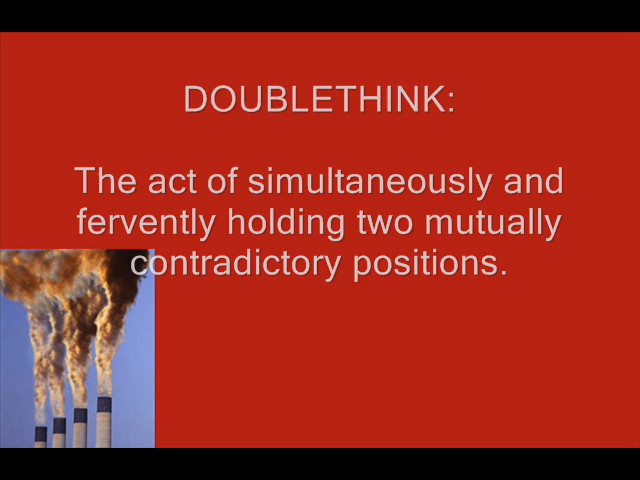 DOUBLETHINK:
The act of simultaneously and
fervently holding two mutually
contradictory positions.